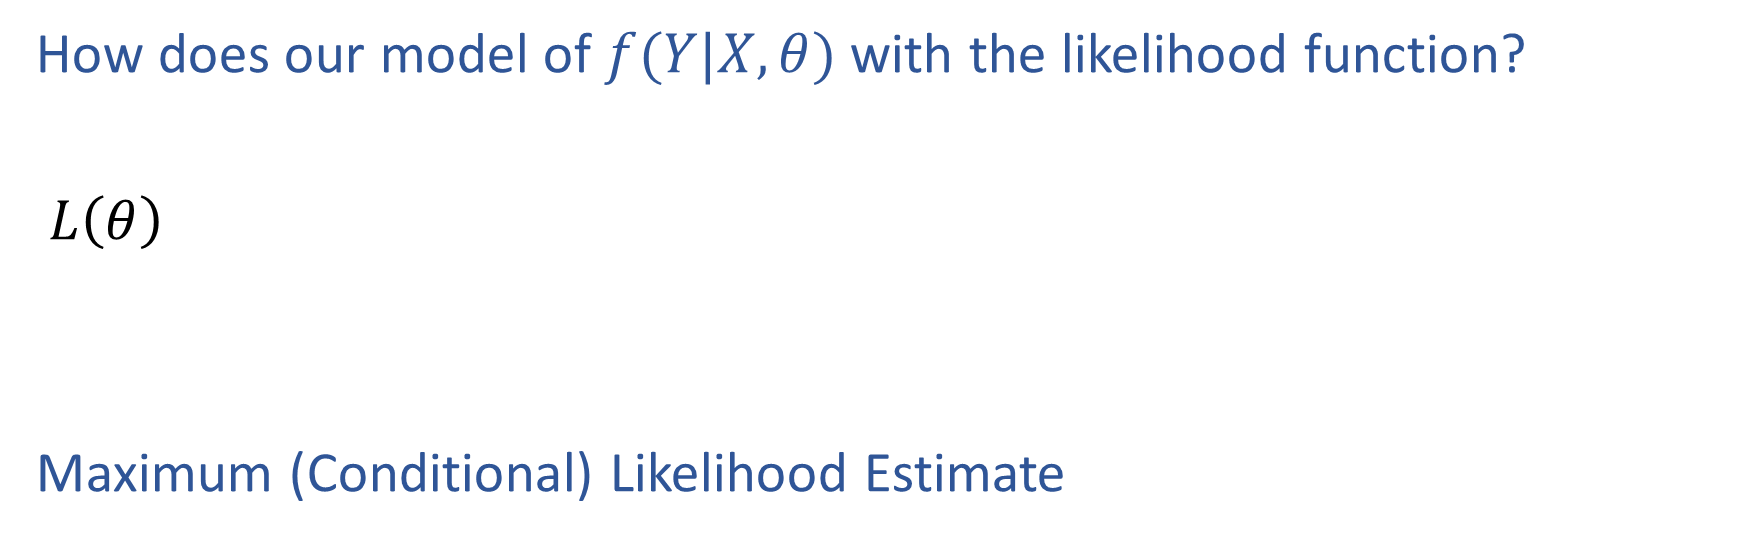 How does our model of f(Y|X, θ) with the likelihood function?
L(θ)
Maximum (Conditional) Likelihood Estimate